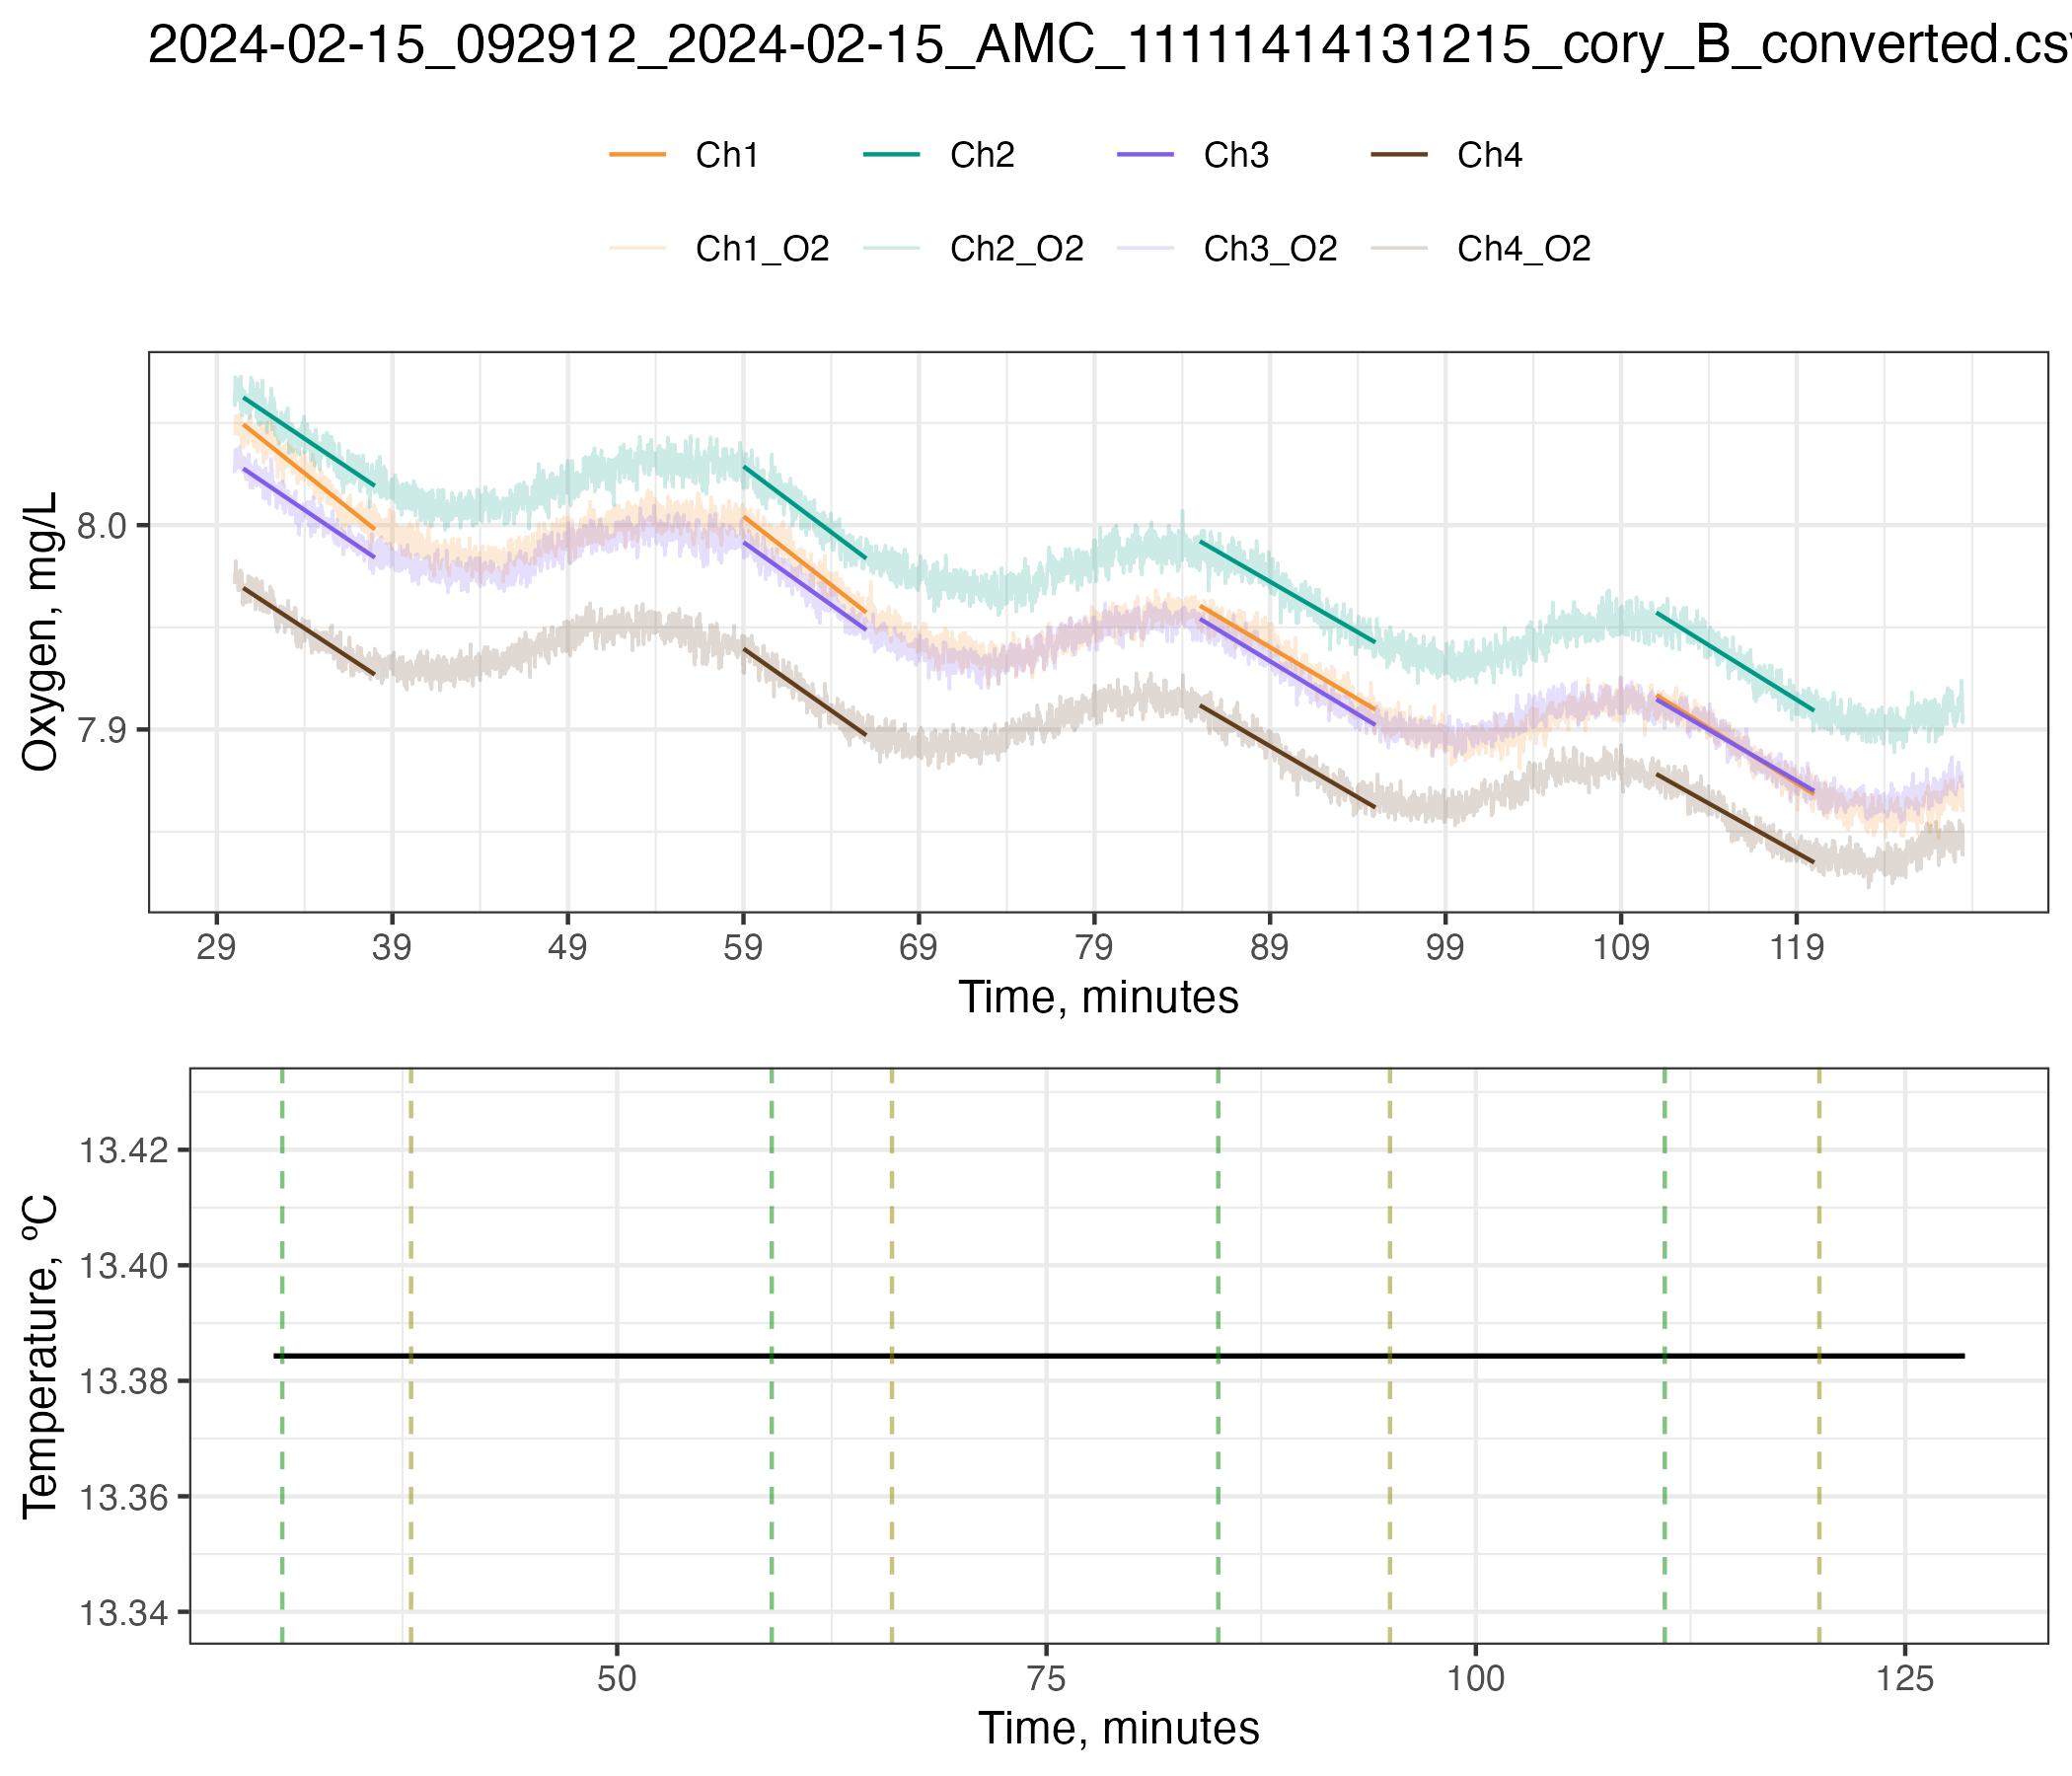 2024-02-15_092912_2024-02-15_AMC_11111414131215_cory_B_converted.csv
Ch1 Ch2 Ch3 Ch4
Ch1_O2 Ch2_O2 Ch3_O2 Ch4_O2
Oxygen, mg/L
8.0
7.9
29 39 49 59 69 79 89 99 109 119
Time, minutes
Temperature, ºC
13.42
13.40
13.38
13.36
13.34
50 75 100 125
Time, minutes